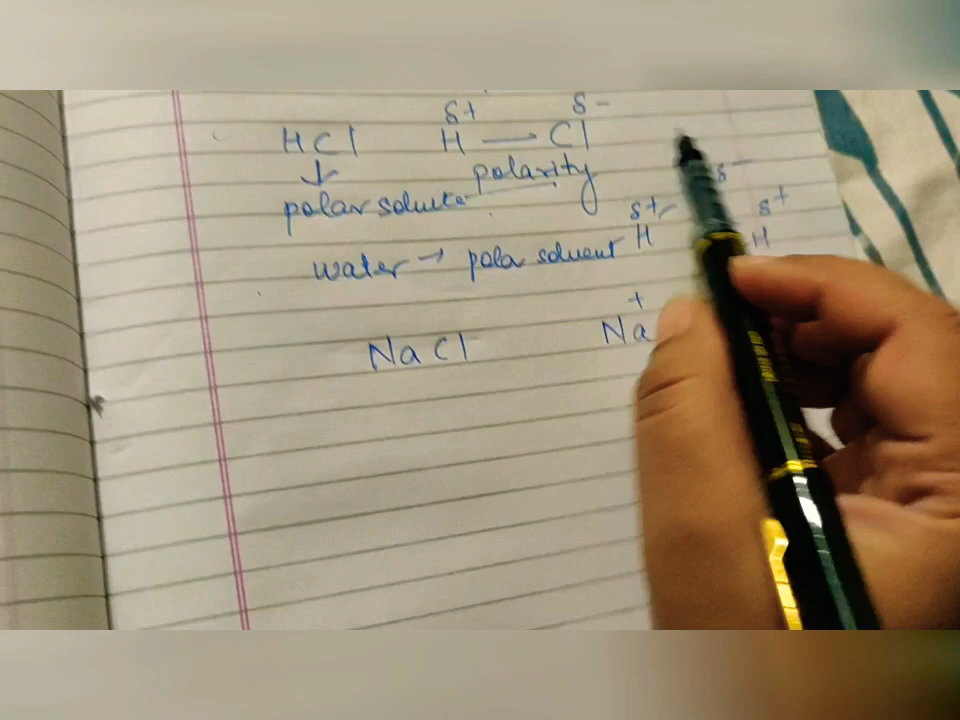 δ+ δ-
HCl H — Cl
↓ polarity
polar solute
δ-
δ+ δ+
water → polar solvent H H
+
NaCl Na